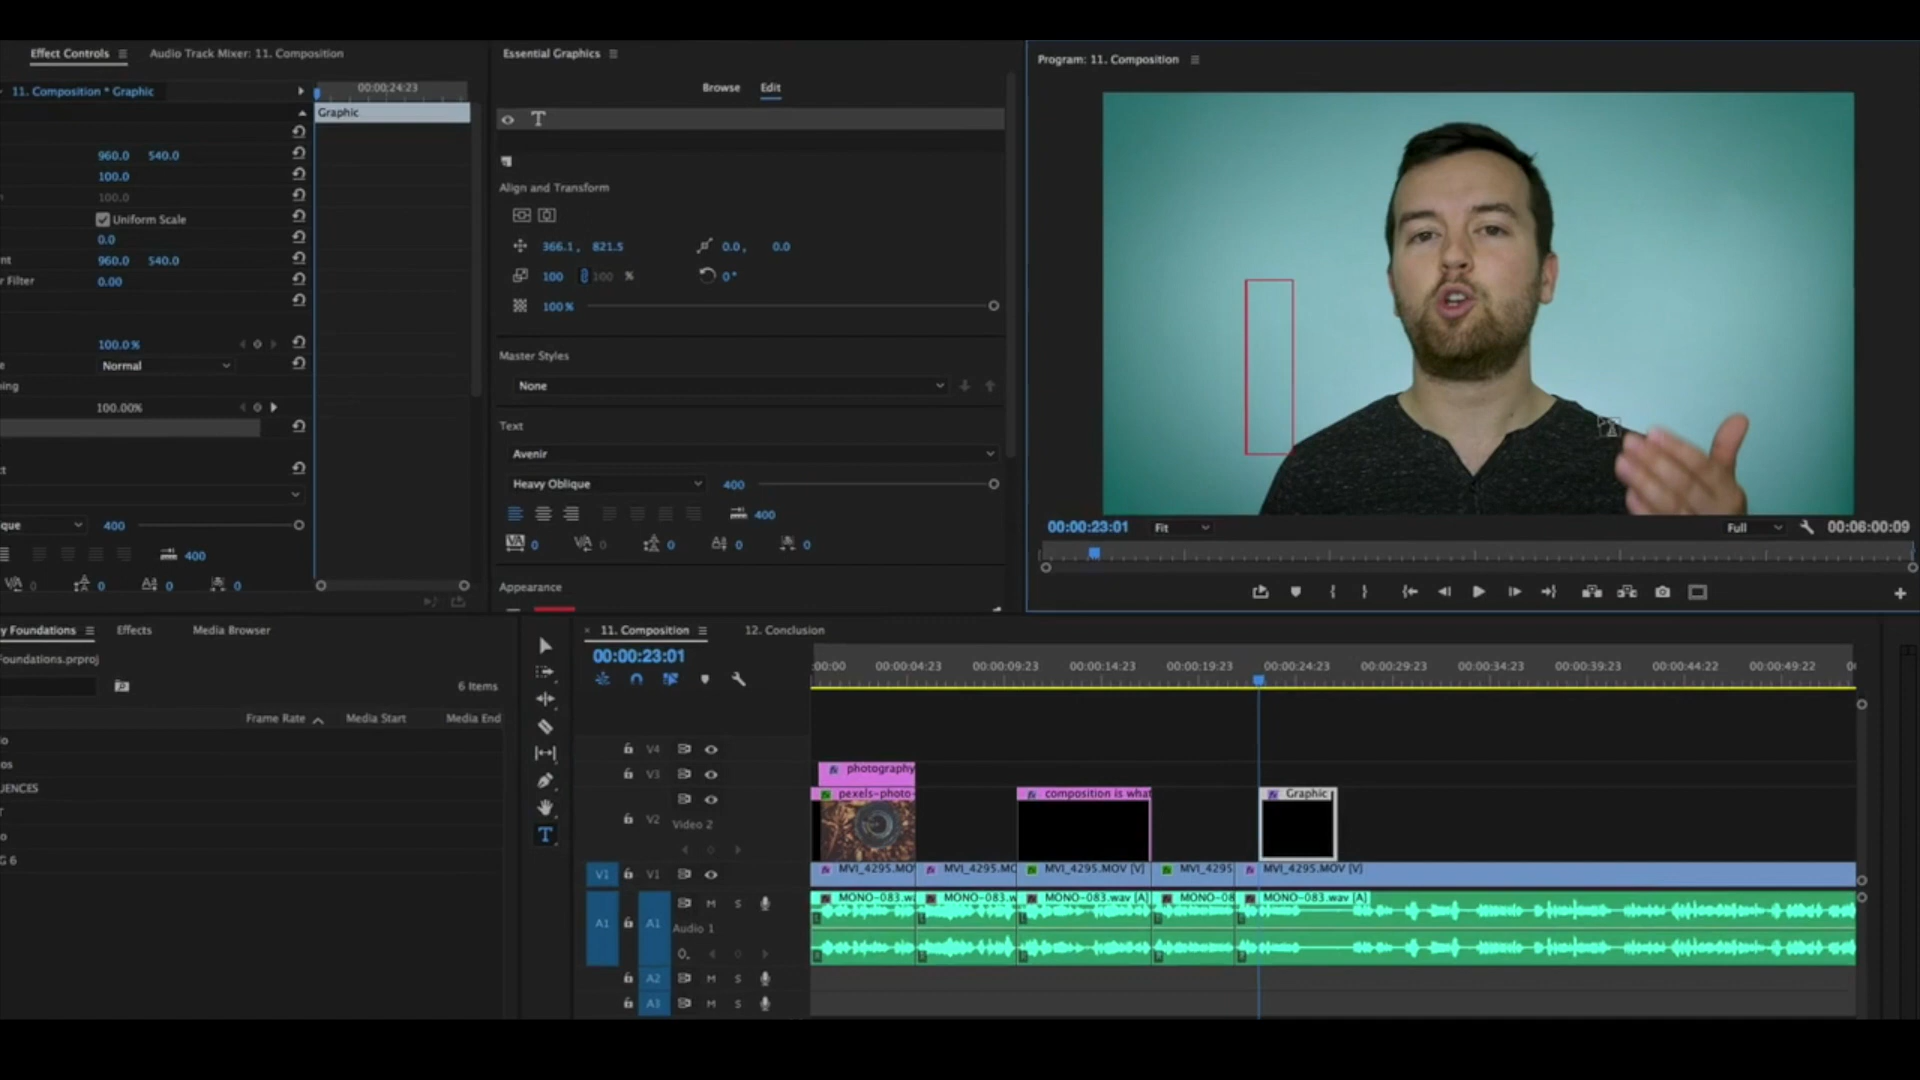 Effect Controls
Audio Track Mixer: 11. Composition
11. Composition * Graphic
00:00:24:23
Graphic
960.0 540.0
100.0
100.0
Uniform Scale
0.0
960.0 540.0
0.00
100.0%
Normal
100.00%
400
400
0 0 0 0
Essential Graphics
Browse Edit
T
Align and Transform
366.1, 821.5 0.0, 0.0
100 100 % 0°
100%
Master Styles
None
Text
Avenir
Heavy Oblique 400
400
0 0 0 0 0
Appearance
Program: 11. Composition
00:00:23:01 Fit Full 00:06:00:09
y Foundations Effects Media Browser
Foundations.prproj
6 Items
Frame Rate Media Start Media End
UENCES
G 6
11. Composition 12. Conclusion
00:00:23:01
:00:00 00:00:04:23 00:00:09:23 00:00:14:23 00:00:19:23 00:00:24:23 00:00:29:23 00:00:34:23 00:00:39:23 00:00:44:22 00:00:49:22
V4
V3 photography
pexels-photo- composition is what Graphic
V2 Video 2
V1 V1 MVI_4295.MO MVI_4295.MO MVI_4295.MOV [V] MVI_4295 MVI_4295.MOV [V]
MONO-083.wa MONO-083.w MONO-083.wav [A] MONO-08 MONO-083.wav [A]
A1 A1 M S
Audio 1
A2 M S
A3 M S